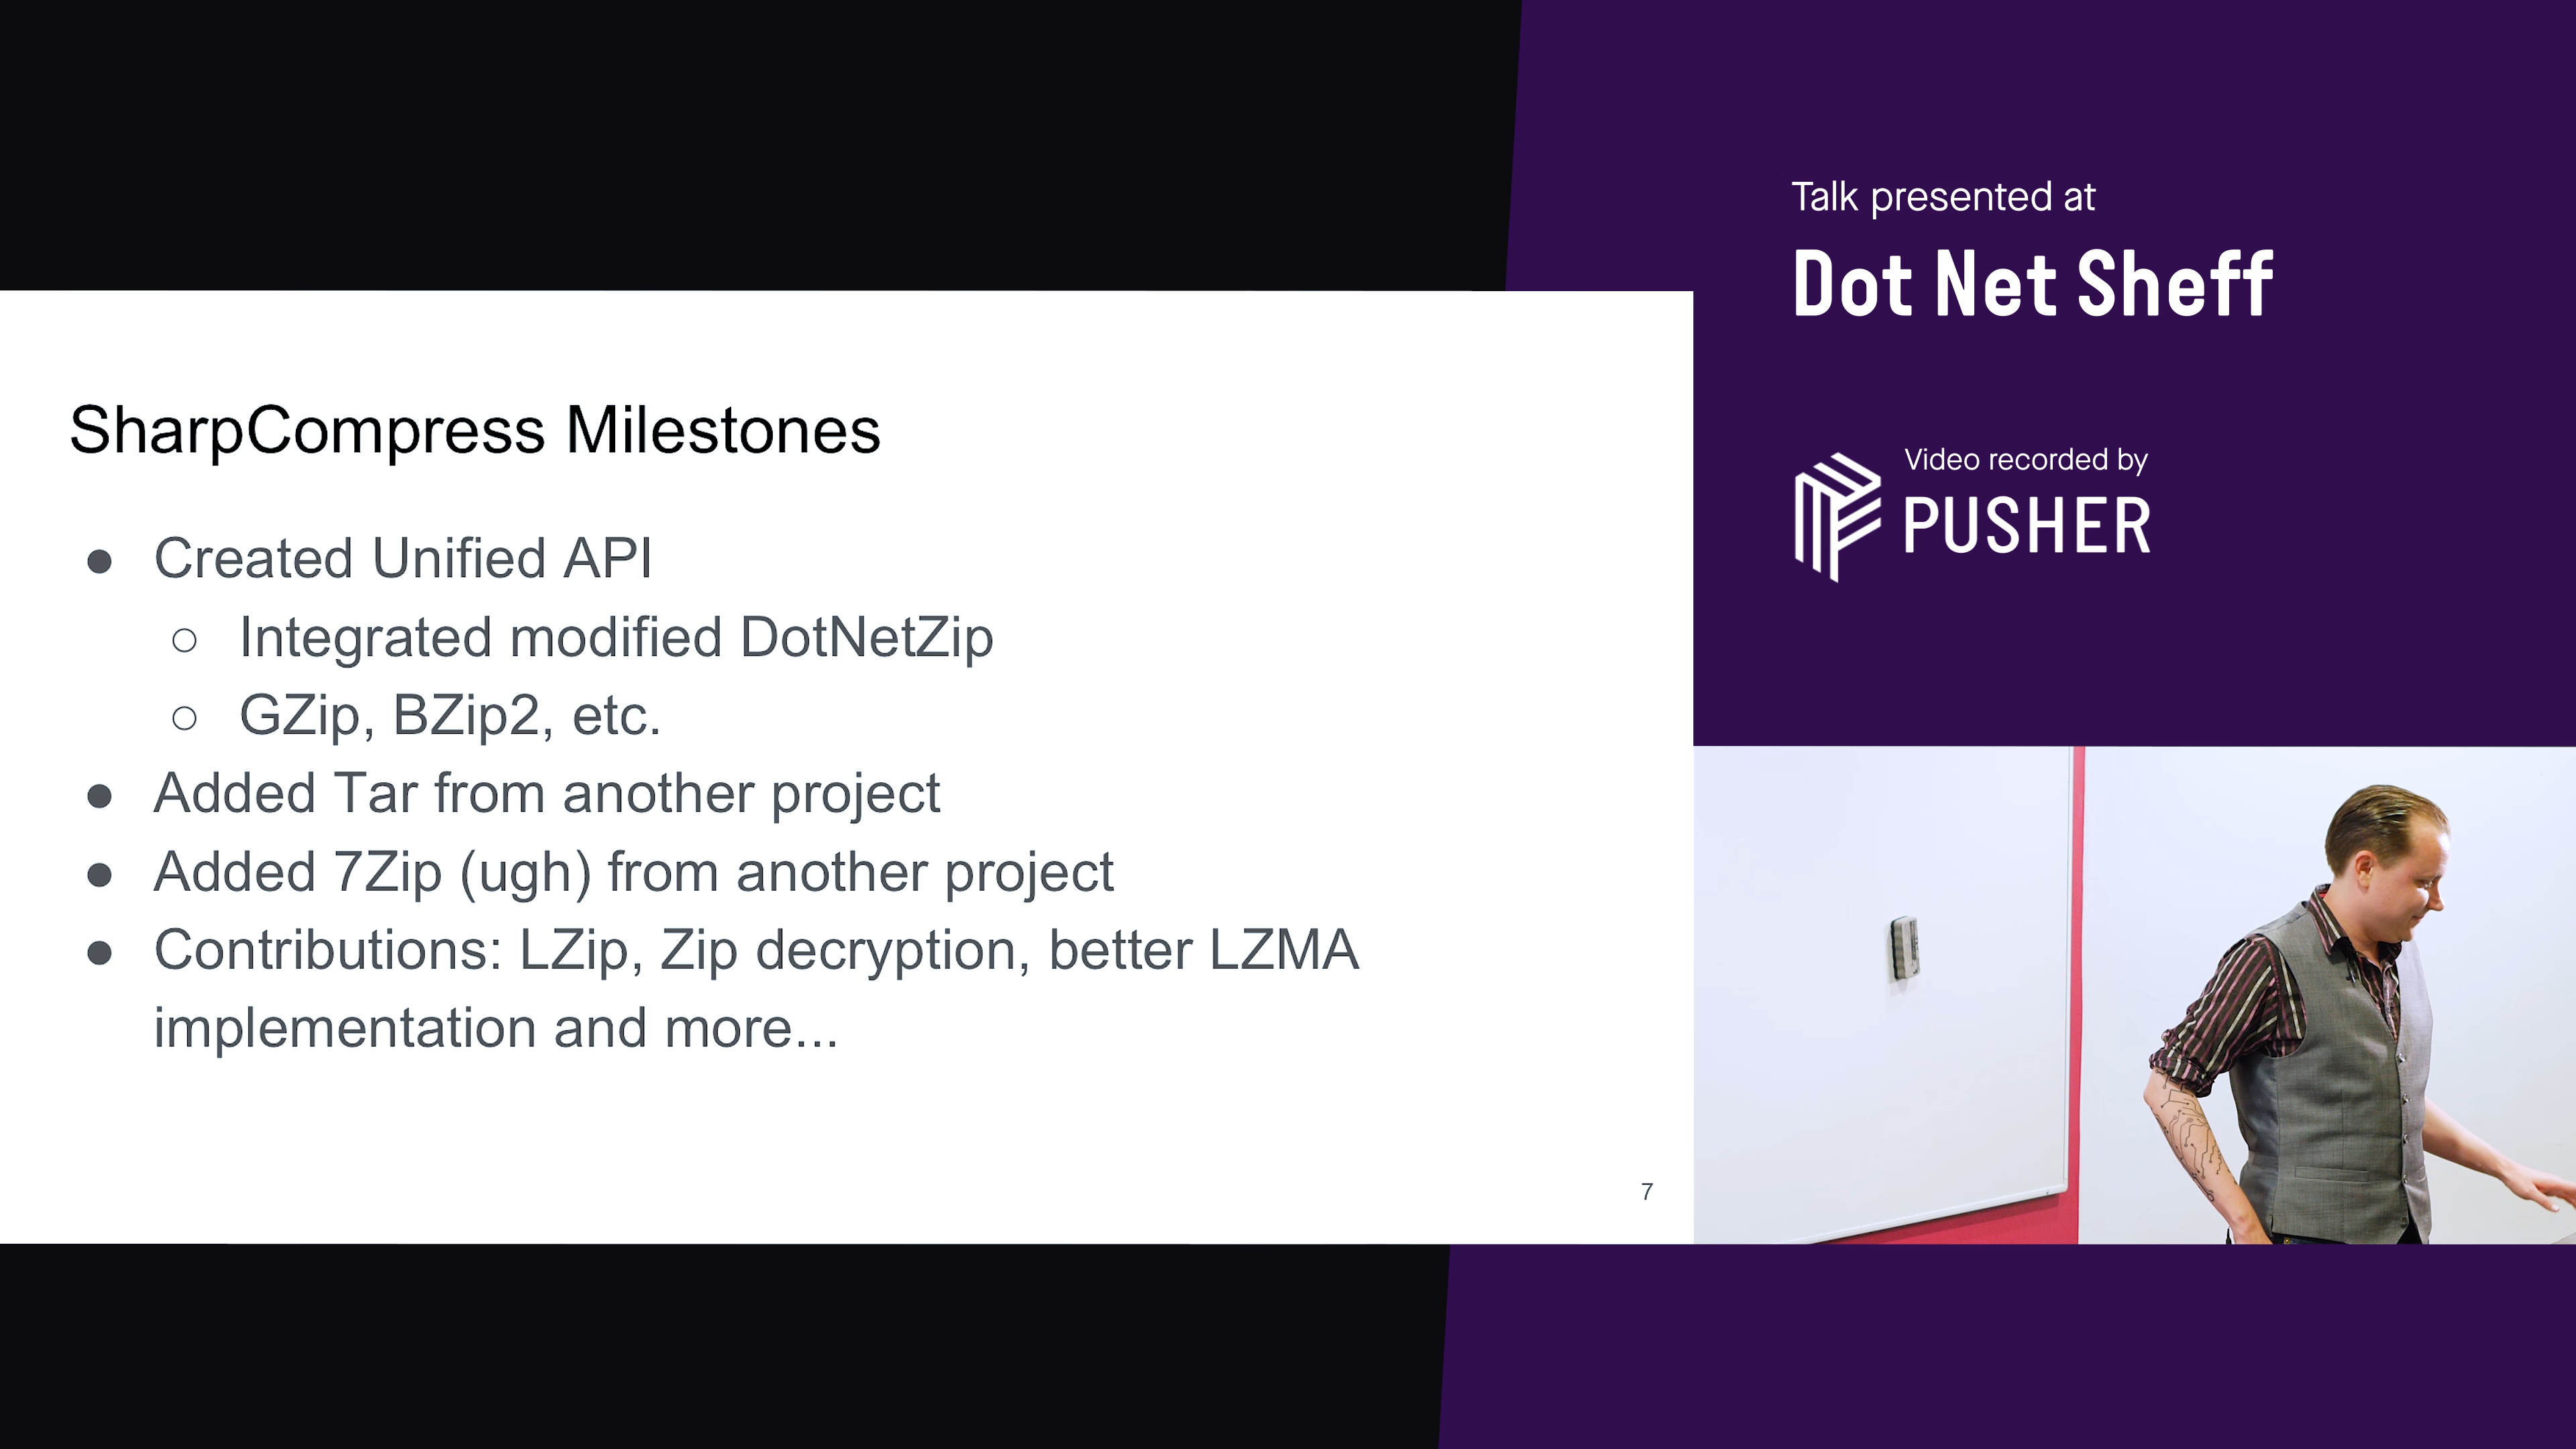 SharpCompress Milestones
● Created Unified API
○ Integrated modified DotNetZip
○ GZip, BZip2, etc.
● Added Tar from another project
● Added 7Zip (ugh) from another project
● Contributions: LZip, Zip decryption, better LZMA
implementation and more...
7
Talk presented at
Dot Net Sheff
Video recorded by
PUSHER